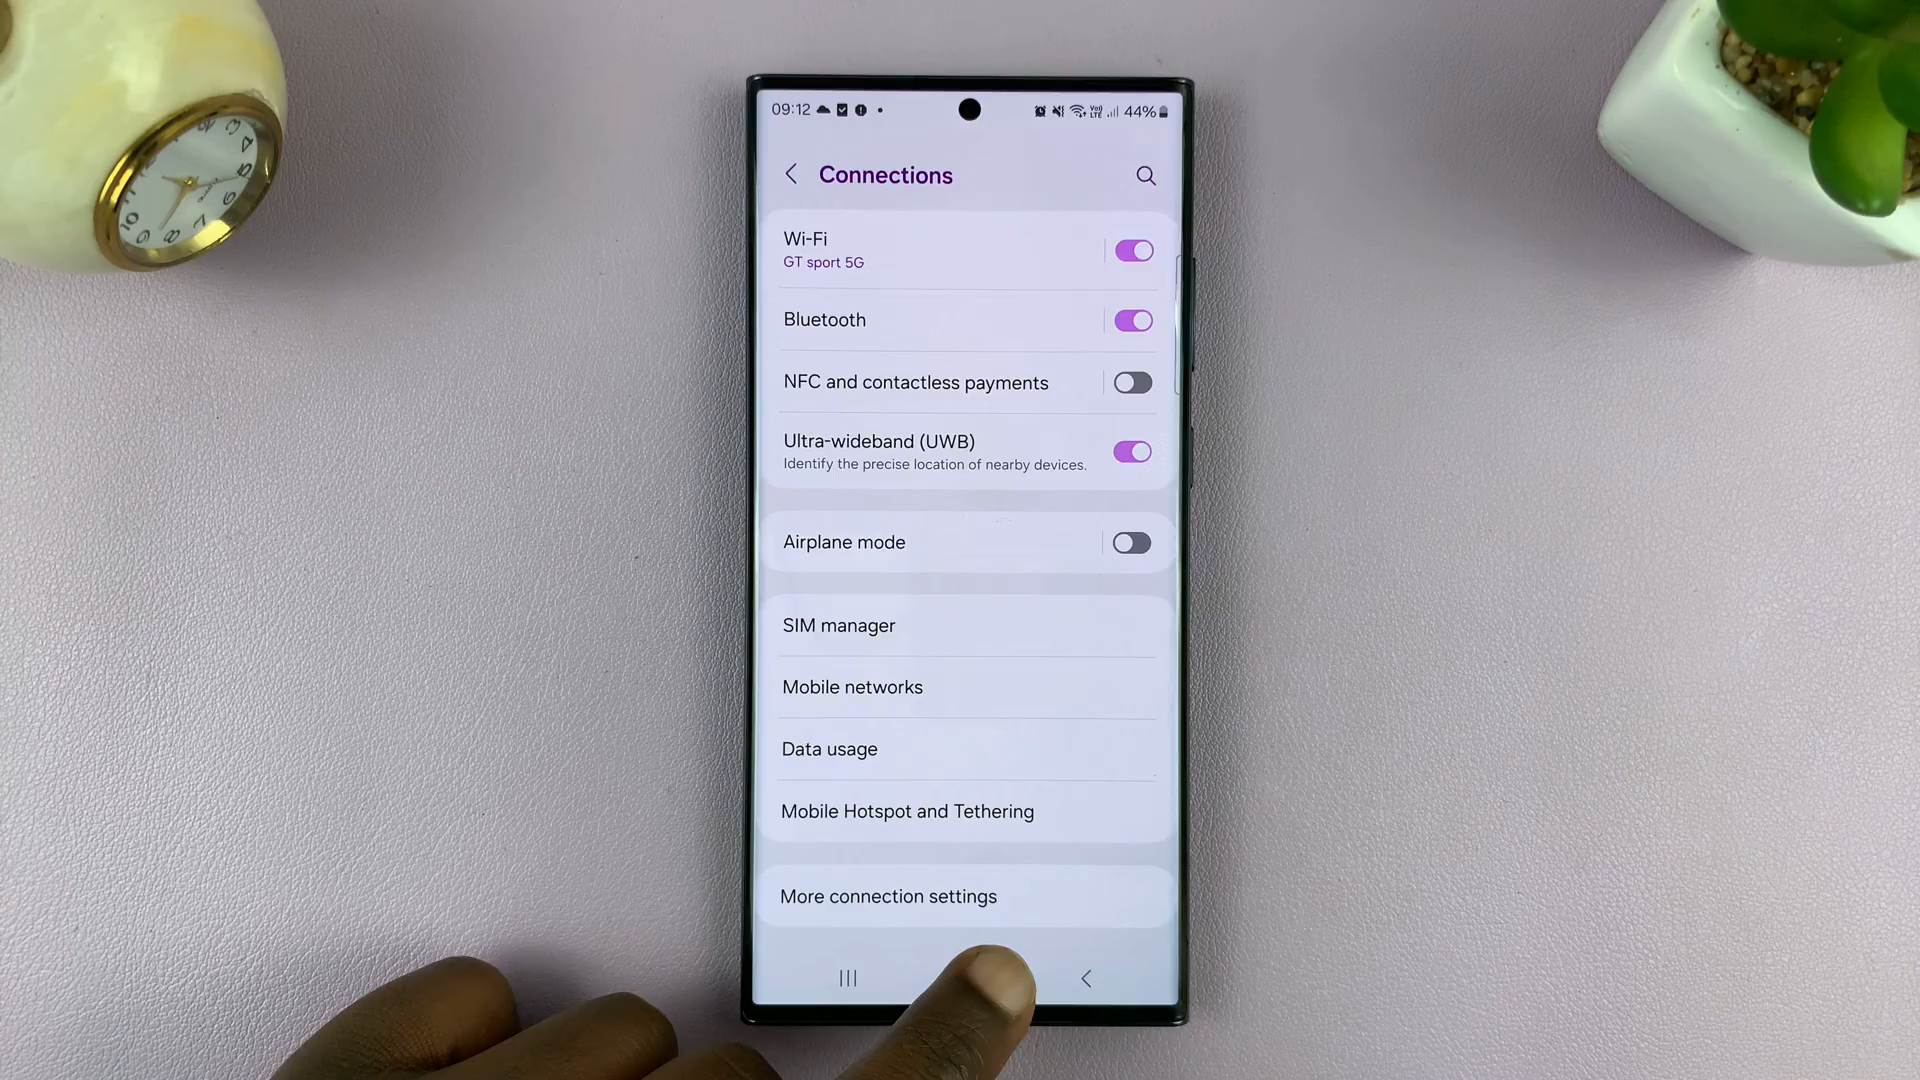 09:12
Vo)) LTE 44%
Connections
Wi-Fi
GT sport 5G
Bluetooth
NFC and contactless payments
Ultra-wideband (UWB)
Identify the precise location of nearby devices.
Airplane mode
SIM manager
Mobile networks
Data usage
Mobile Hotspot and Tethering
More connection settings